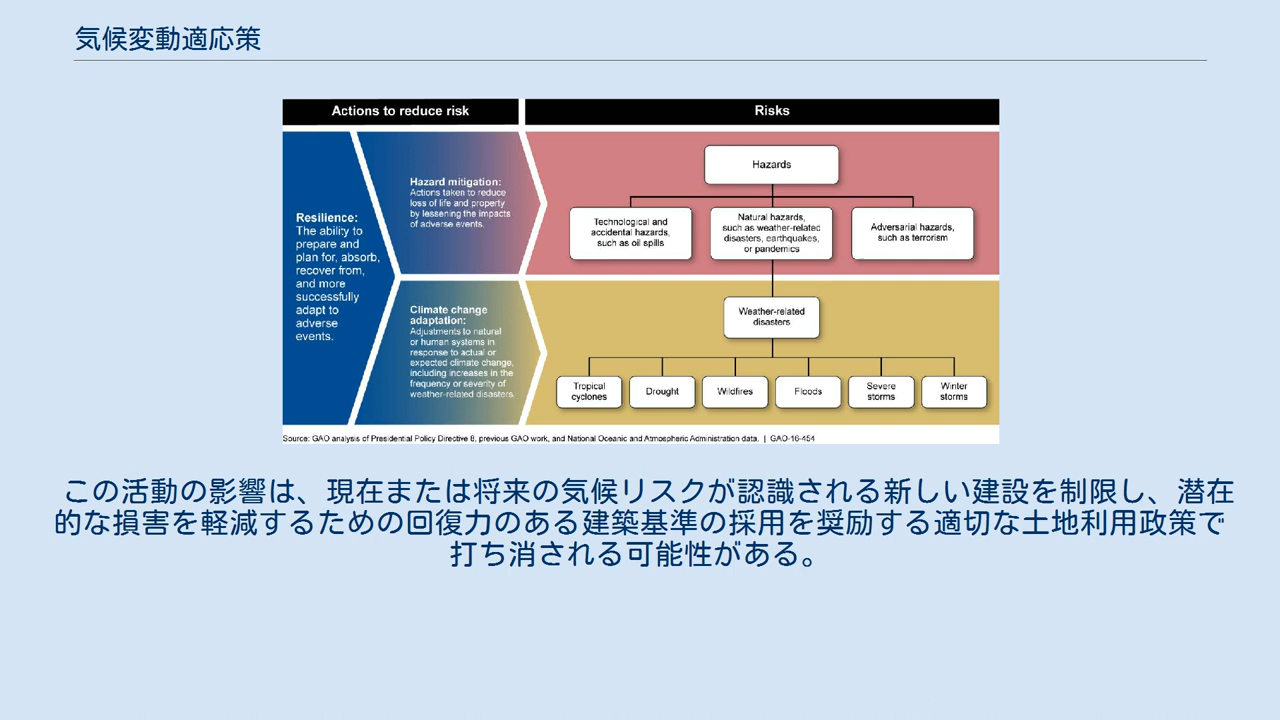 気候変動適応策
Actions to reduce risk
Risks
Resilience:
The ability to
prepare and
plan for, absorb,
recover from,
and more
successfully
adapt to
adverse
events.
Hazard mitigation:
Actions taken to reduce
loss of life and property
by lessening the impacts
of adverse events.
Climate change
adaptation:
Adjustments to natural
or human systems in
response to actual or
expected climate change,
including increases in the
frequency or severity of
weather-related disasters.
Hazards
Technological and
accidental hazards,
such as oil spills
Natural hazards,
such as weather-related
disasters, earthquakes,
or pandemics
Adversarial hazards,
such as terrorism
Weather-related
disasters
Tropical
cyclones
Drought
Wildfires
Floods
Severe
storms
Winter
storms
Source: GAO analysis of Presidential Policy Directive 8, previous GAO work, and National Oceanic and Atmospheric Administration data. | GAO-16-454
この活動の影響は、現在または将来の気候リスクが認識される新しい建設を制限し、潜在
的な損害を軽減するための回復力のある建築基準の採用を奨励する適切な土地利用政策で
打ち消される可能性がある。